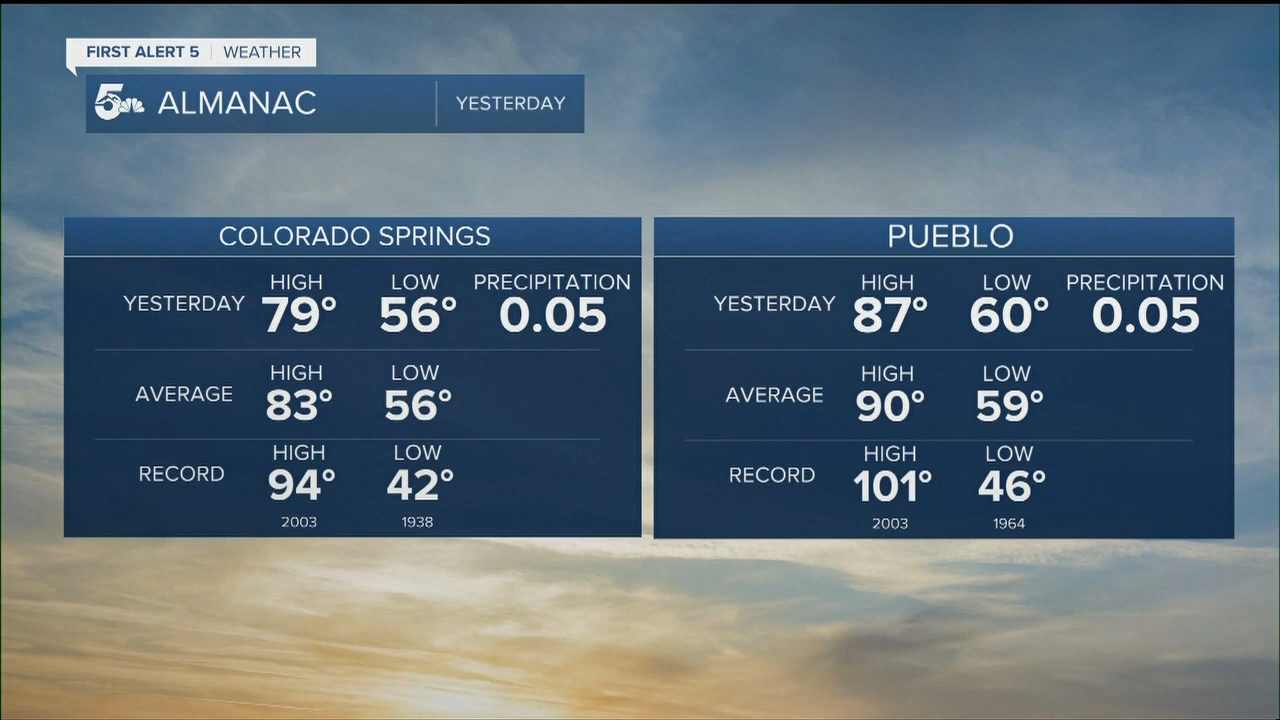 FIRST ALERT 5 | WEATHER
5 ALMANAC | YESTERDAY
COLORADO SPRINGS
HIGH LOW PRECIPITATION
YESTERDAY 79° 56° 0.05
HIGH LOW
AVERAGE 83° 56°
HIGH LOW
RECORD 94° 42°
2003 1938
PUEBLO
HIGH LOW PRECIPITATION
YESTERDAY 87° 60° 0.05
HIGH LOW
AVERAGE 90° 59°
HIGH LOW
RECORD 101° 46°
2003 1964